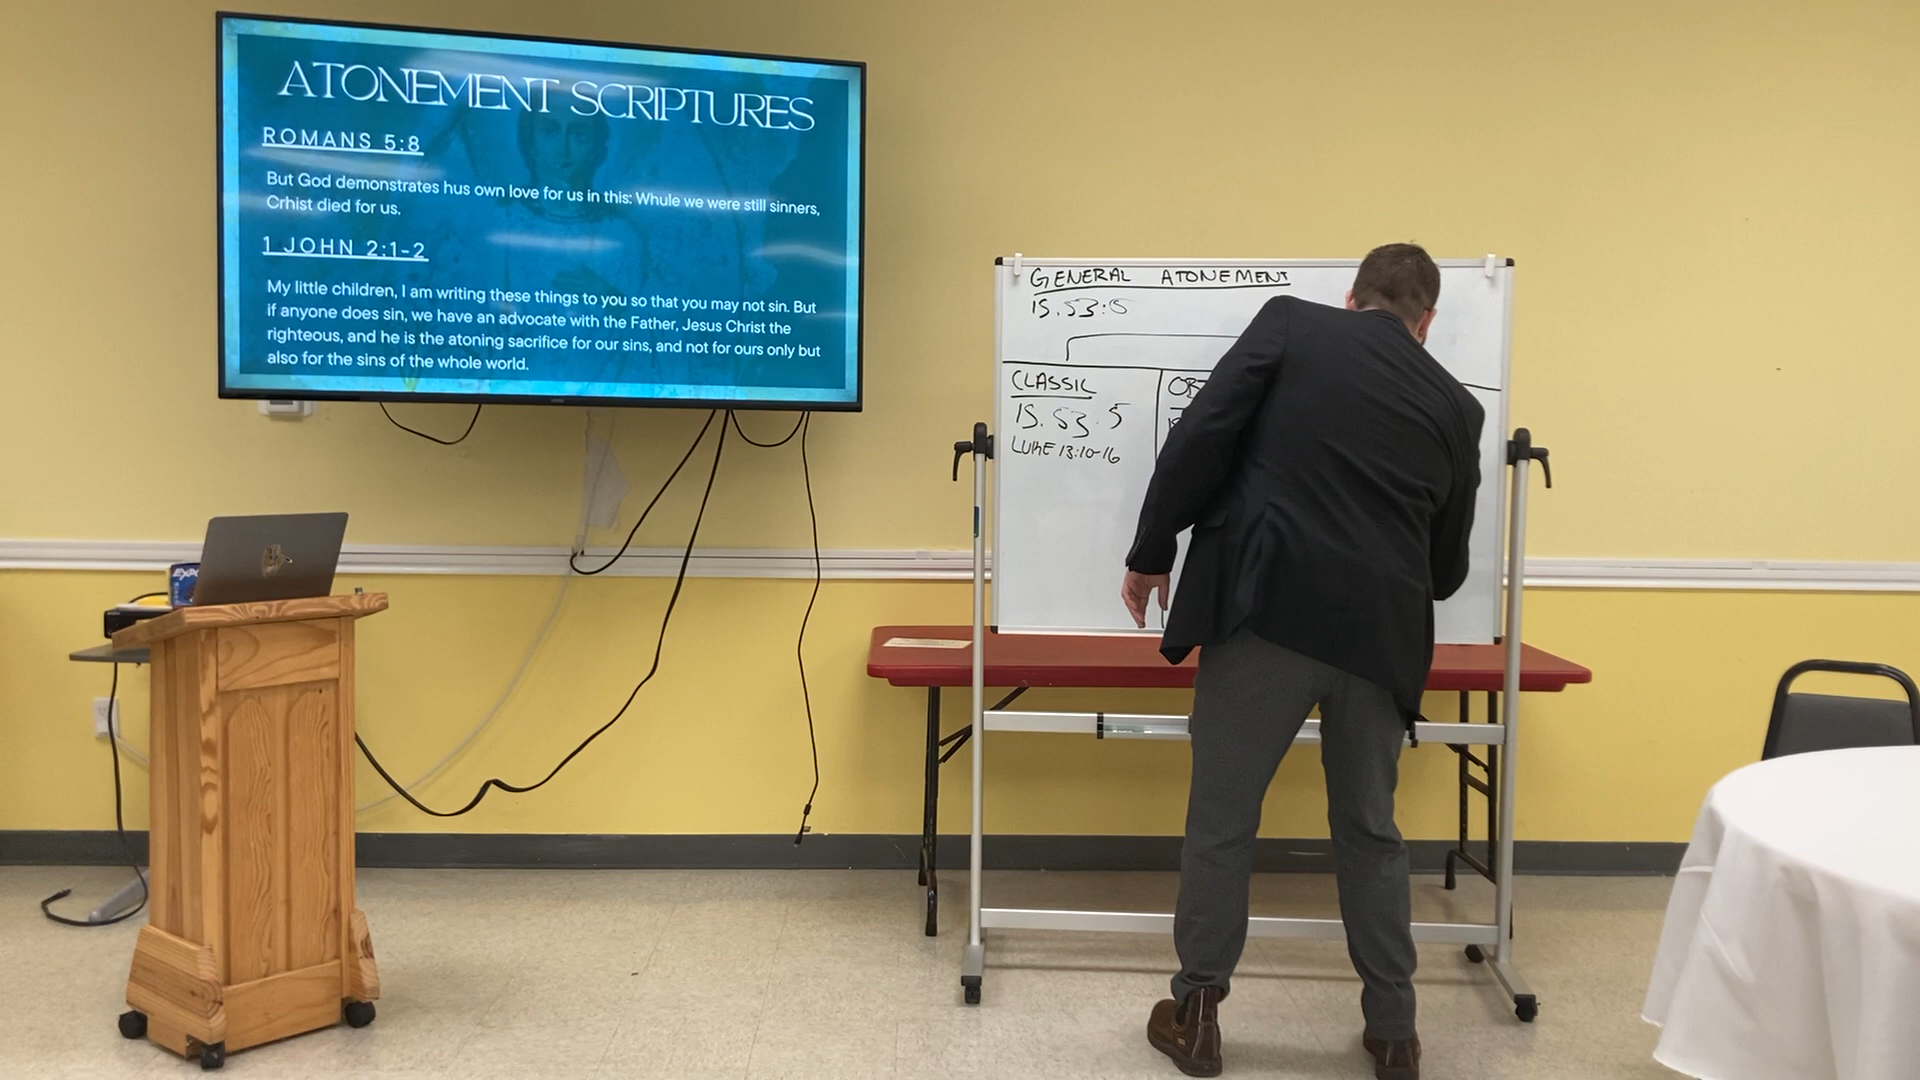 ATONEMENT SCRIPTURES
ROMANS 5:8
But God demonstrates hus own love for us in this: Whule we were still sinners,
Crhist died for us.
1 JOHN 2:1-2
My little children, I am writing these things to you so that you may not sin. But
if anyone does sin, we have an advocate with the Father, Jesus Christ the
righteous, and he is the atoning sacrifice for our sins, and not for ours only but
also for the sins of the whole world.
GENERAL ATONEMENT
IS. 53:5
CLASSIC
IS. 53:5
LUKE 13:10-16